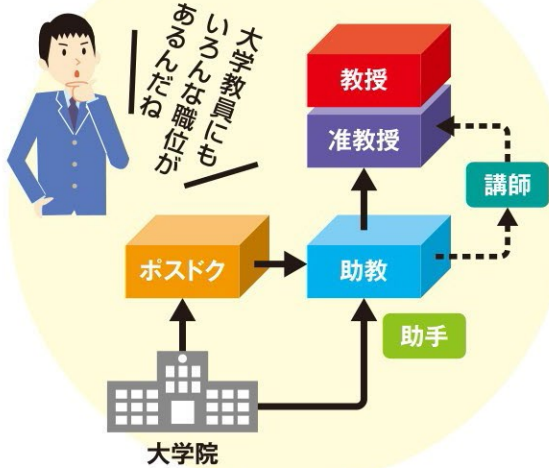 大学教員にも
いろんな職位が
あるんだね
教授
准教授
講師
ポスドク
助教
助手
大学院